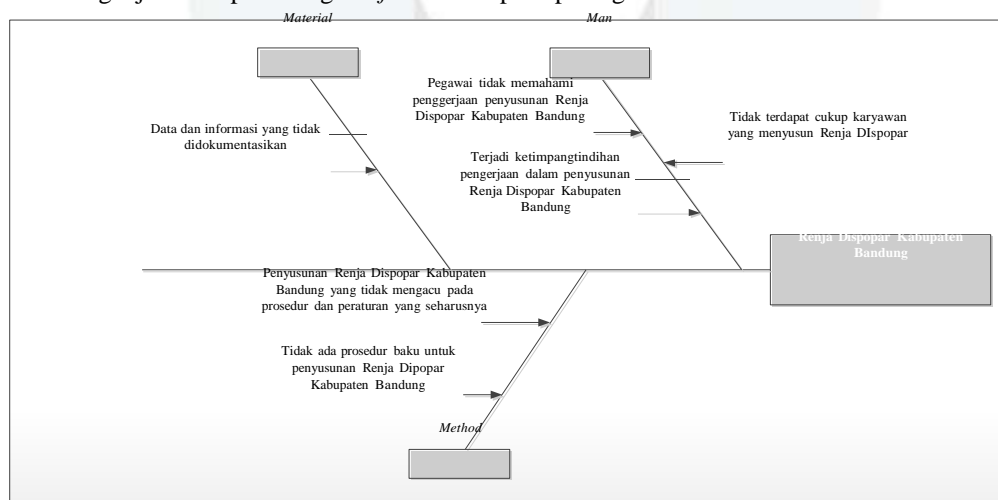 Material
Man
Pegawai tidak memahami
penggerjaan penyusunan Renja
Dispopar Kabupaten Bandung
Tidak terdapat cukup karyawan
yang menyusun Renja DIspopar
Data dan informasi yang tidak
didokumentasikan
Terjadi ketimpangtindihan
pengerjaan dalam penyusunan
Renja Dispopar Kabupaten
Bandung
Renja Dispopar Kabupaten
Bandung
Penyusunan Renja Dispopar Kabupaten
Bandung yang tidak mengacu pada
prosedur dan peraturan yang seharusnya
Tidak ada prosedur baku untuk
penyusunan Renja Dipopar
Kabupaten Bandung
Method